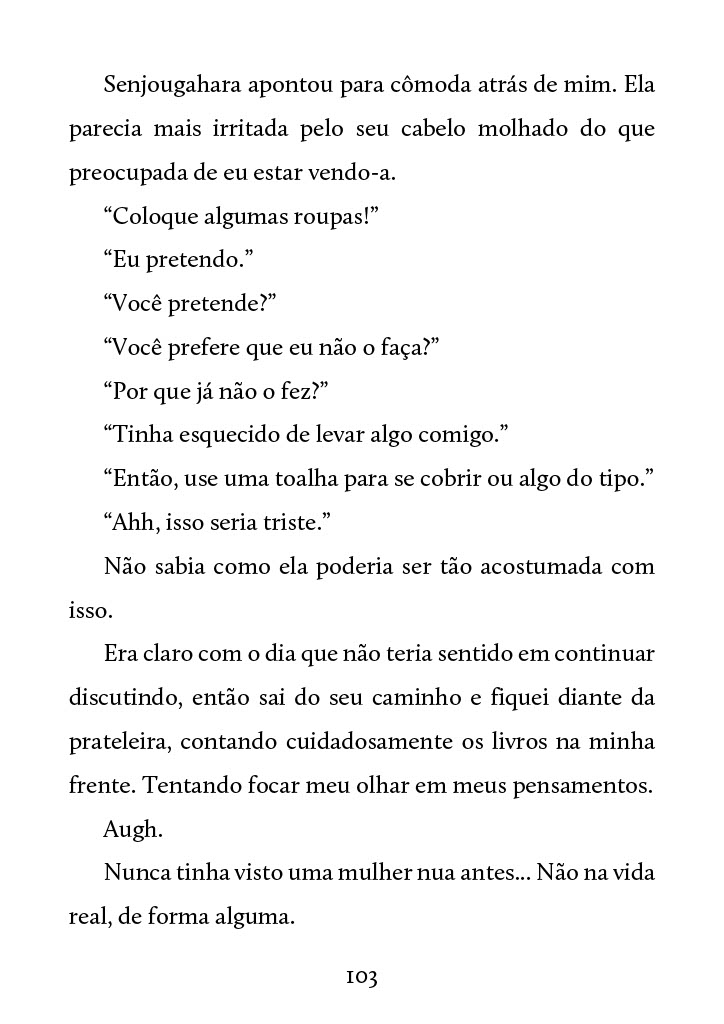 Senjougahara apontou para cômoda atrás de mim. Ela
parecia mais irritada pelo seu cabelo molhado do que
preocupada de eu estar vendo-a.
“Coloque algumas roupas!”
“Eu pretendo.”
“Você pretende?”
“Você prefere que eu não o faça?”
“Por que já não o fez?”
“Tinha esquecido de levar algo comigo.”
“Então, use uma toalha para se cobrir ou algo do tipo.”
“Ahh, isso seria triste.”
Não sabia como ela poderia ser tão acostumada com
isso.
Era claro com o dia que não teria sentido em continuar
discutindo, então sai do seu caminho e fiquei diante da
prateleira, contando cuidadosamente os livros na minha
frente. Tentando focar meu olhar em meus pensamentos.
Augh.
Nunca tinha visto uma mulher nua antes... Não na vida
real, de forma alguma.
103